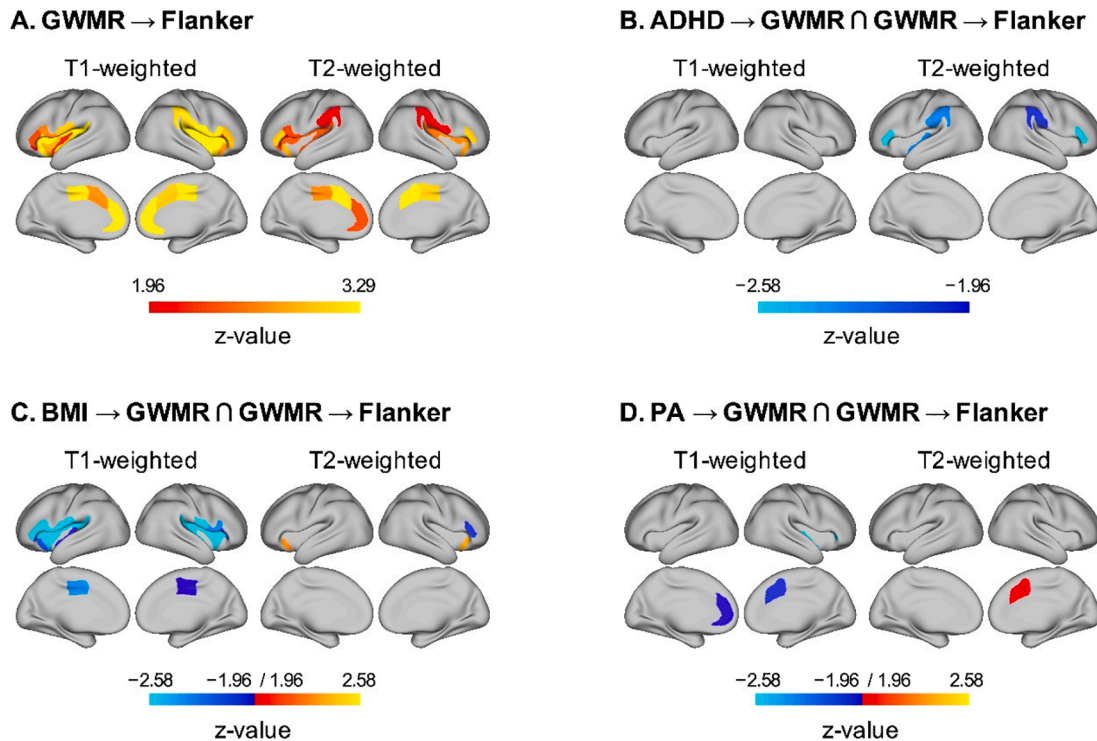 A. GWMR → Flanker
T1-weighted T2-weighted
1.96 3.29
z-value
B. ADHD → GWMR ∩ GWMR → Flanker
T1-weighted T2-weighted
−2.58 −1.96
z-value
C. BMI → GWMR ∩ GWMR → Flanker
T1-weighted T2-weighted
−2.58 −1.96 / 1.96 2.58
z-value
D. PA → GWMR ∩ GWMR → Flanker
T1-weighted T2-weighted
−2.58 −1.96 / 1.96 2.58
z-value